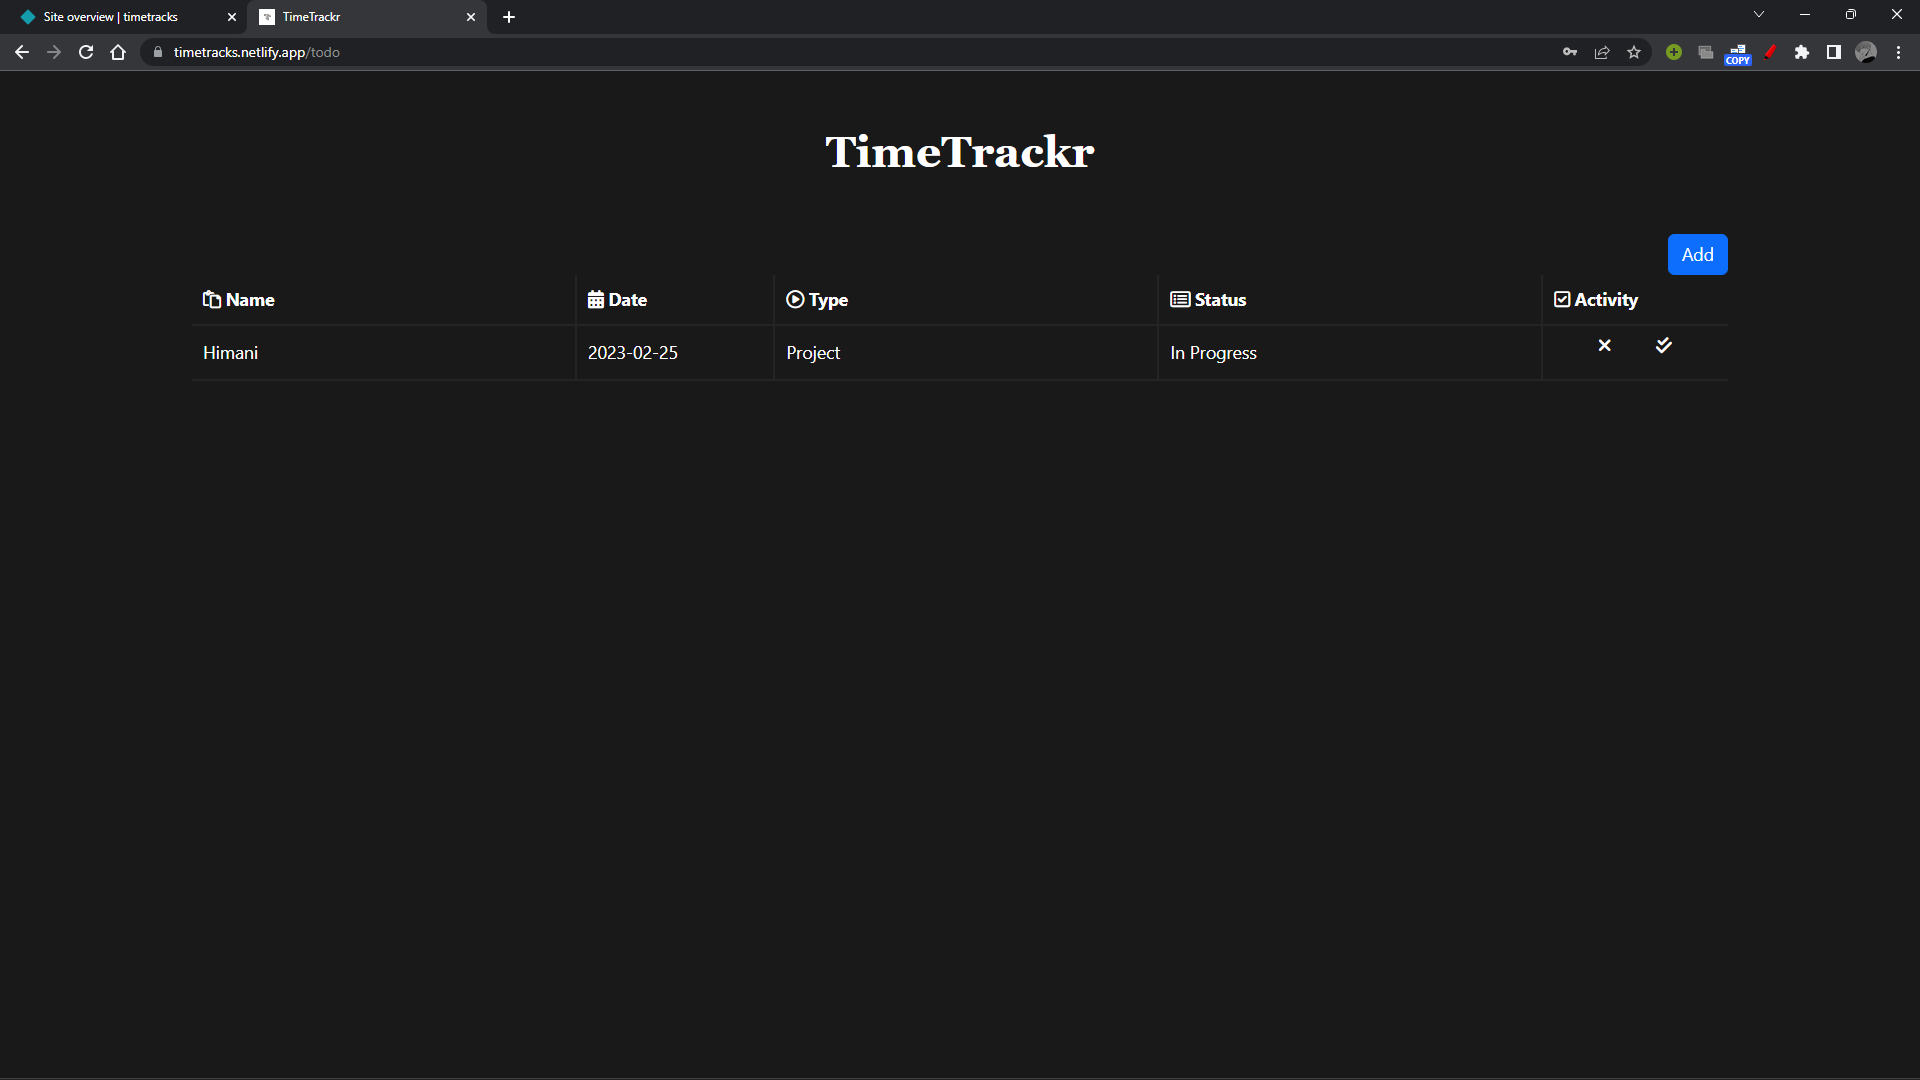 Site overview | timetracks
TimeTrackr
timetracks.netlify.app/todo
COPY
TimeTrackr
Add
Name Date Type Status Activity
Himani 2023-02-25 Project In Progress